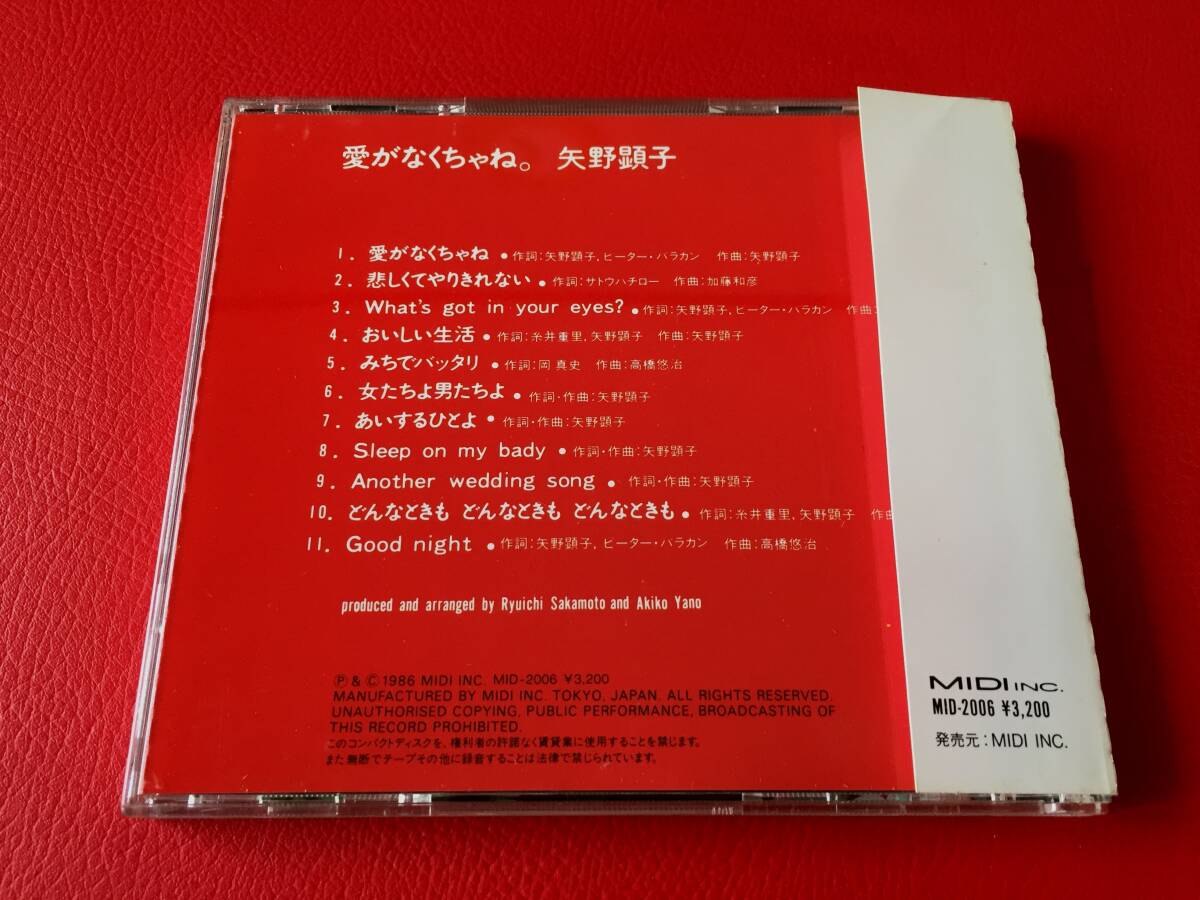 愛がなくちゃね。 矢野顕子
1. 愛がなくちゃね ●作詞:矢野顕子,ピーター・バラカン 作曲:矢野顕子
2. 悲しくてやりきれない ●作詞:サトウハチロー 作曲:加藤和彦
3. What's got in your eyes? ●作詞:矢野顕子,ピーター・バラカン 作曲:
4. おいしい生活 ●作詞:糸井重里,矢野顕子 作曲:矢野顕子
5. みちでバッタリ ●作詞:岡 真史 作曲:高橋悠治
6. 女たちよ男たちよ ●作詞・作曲:矢野顕子
7. あいするひとよ ●作詞・作曲:矢野顕子
8. Sleep on my bady ●作詞・作曲:矢野顕子
9. Another wedding song ●作詞・作曲:矢野顕子
10. どんなときも どんなときも どんなときも ●作詞:糸井重里,矢野顕子 作曲
11. Good night ●作詞:矢野顕子,ピーター・バラカン 作曲:高橋悠治
produced and arranged by Ryuichi Sakamoto and Akiko Yano
Ⓟ & © 1986 MIDI INC. MID-2006 ¥3,200
MANUFACTURED BY MIDI INC. TOKYO, JAPAN. ALL RIGHTS RESERVED.
UNAUTHORISED COPYING, PUBLIC PERFORMANCE, BROADCASTING OF
THIS RECORD PROHIBITED.
このコンパクトディスクを、権利者の許諾なく賃貸業に使用することを禁じます。
また無断でテープその他に録音することは法律で禁じられています。
MIDI INC.
MID-2006 ¥3,200
発売元:MIDI INC.